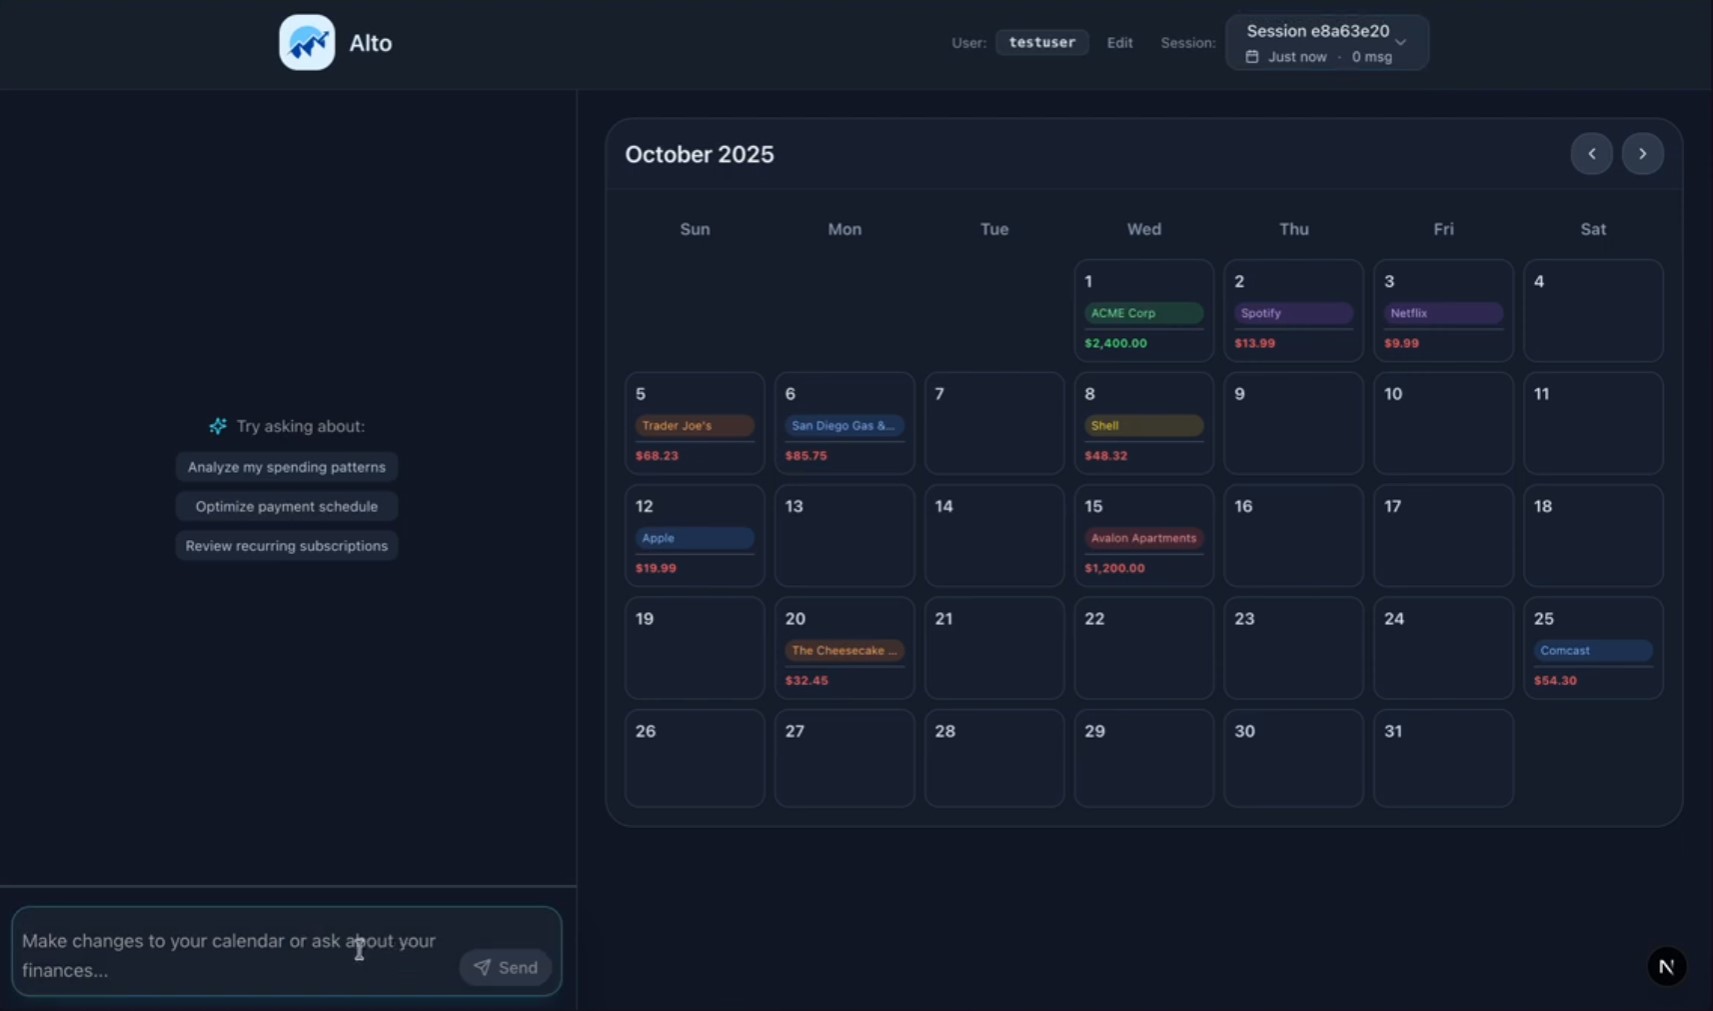 Alto
User: testuser Edit Session: Session e8a63e20
Just now · 0 msg
October 2025
Sun Mon Tue Wed Thu Fri Sat
1 2 3 4
ACME Corp Spotify Netflix
$2,400.00 $13.99 $9.99
5 6 7 8 9 10 11
Trader Joe's San Diego Gas &... Shell
$68.23 $85.75 $48.32
12 13 14 15 16 17 18
Apple Avalon Apartments
$19.99 $1,200.00
19 20 21 22 23 24 25
The Cheesecake ... Comcast
$32.45 $54.30
26 27 28 29 30 31
Try asking about:
Analyze my spending patterns
Optimize payment schedule
Review recurring subscriptions
Make changes to your calendar or ask about your
finances...
Send
N